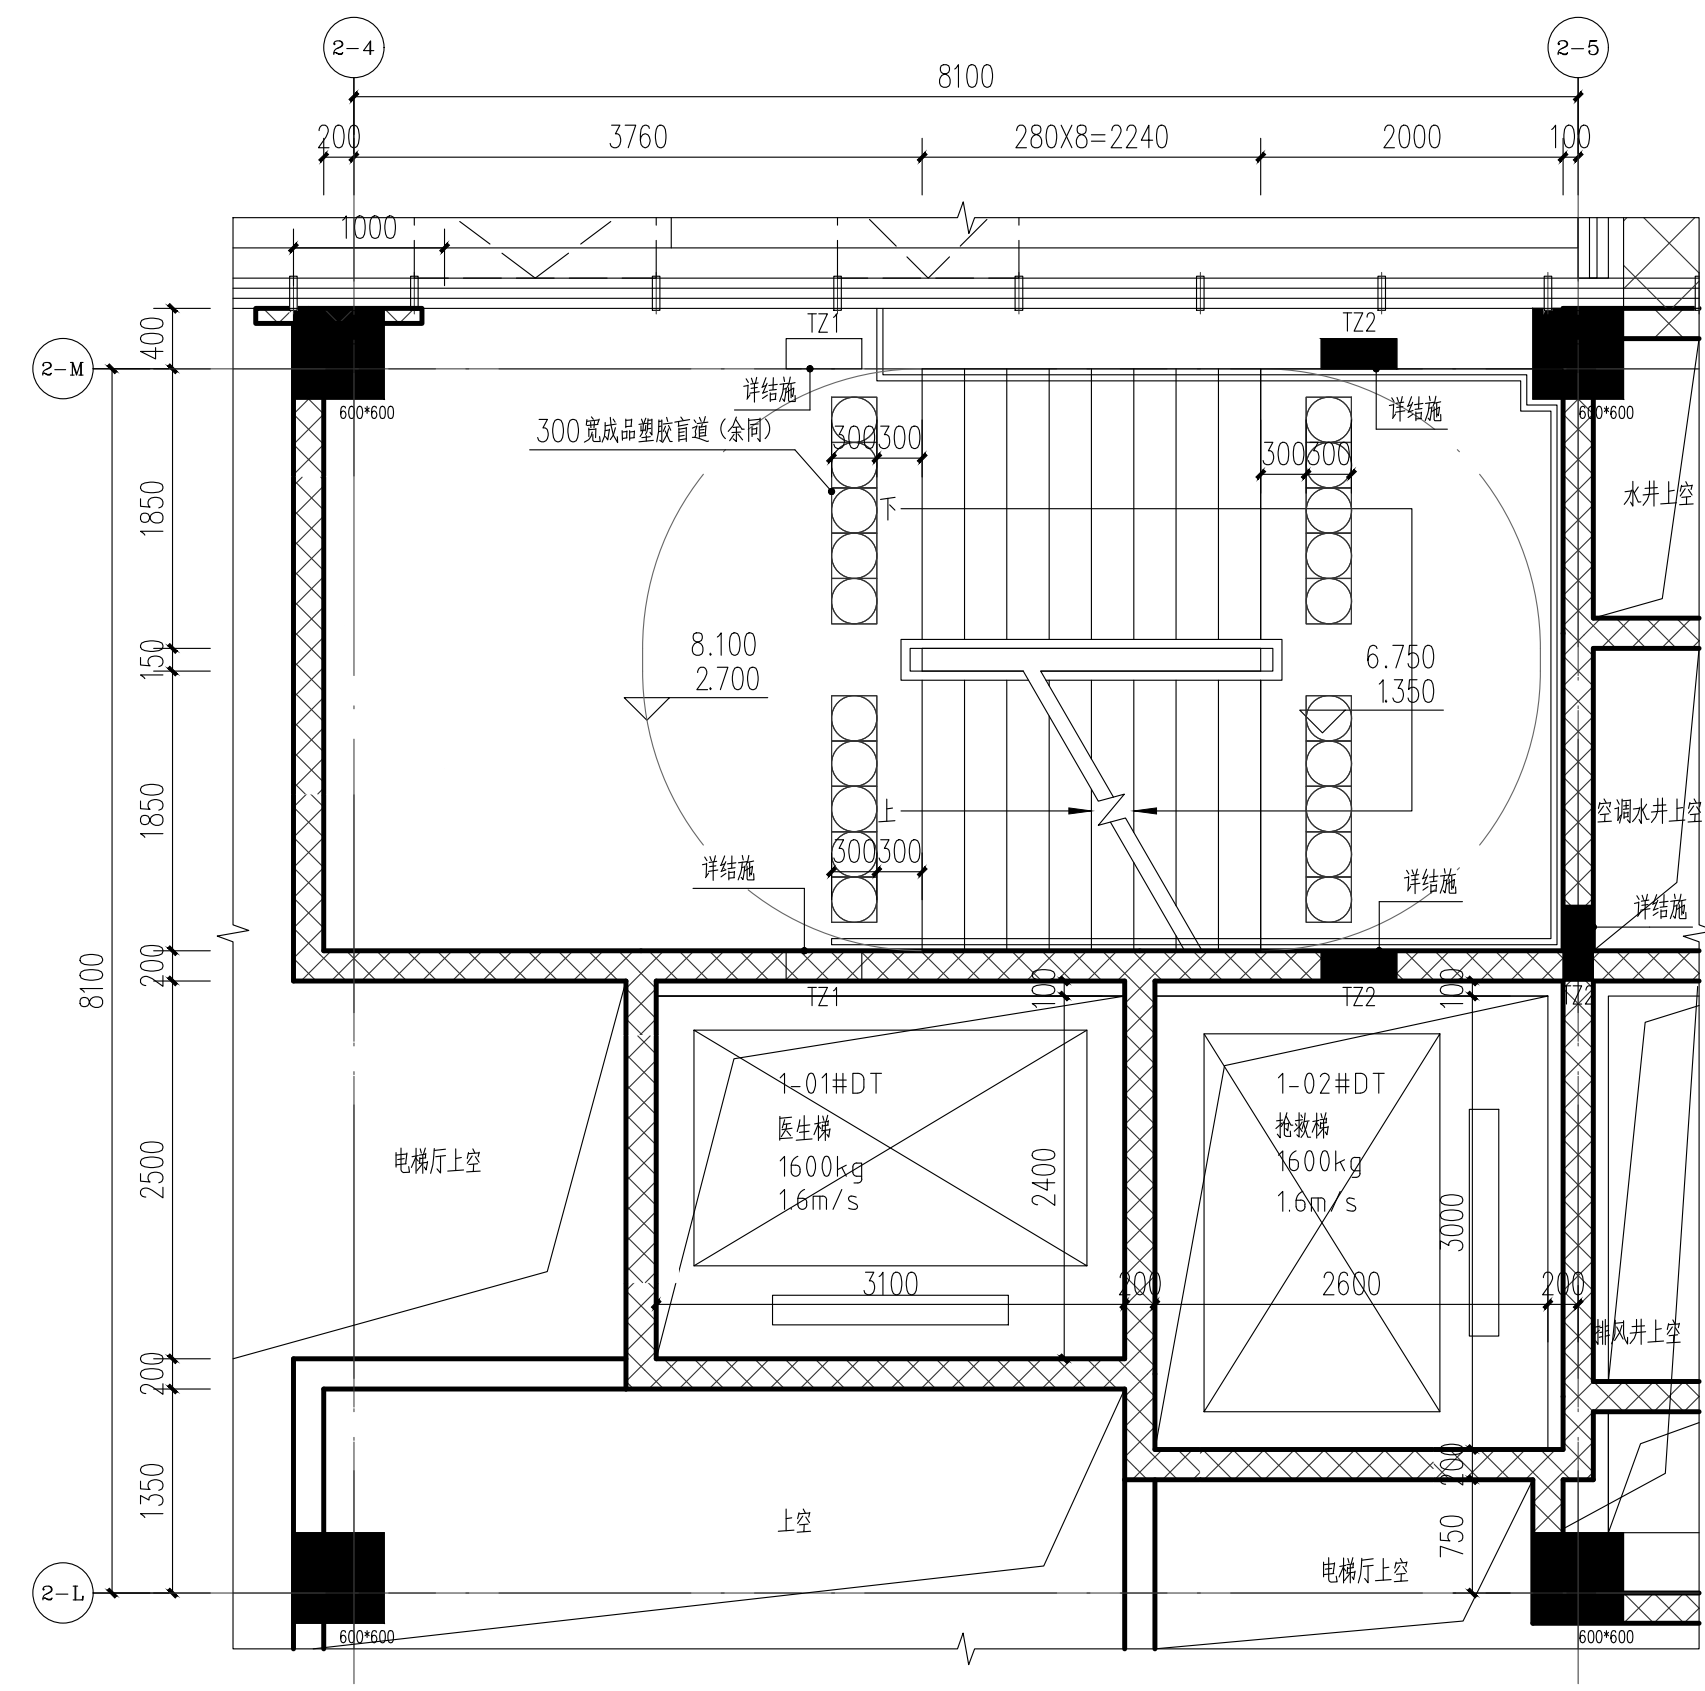 2-4
2-5
8100
200
3760
280X8=2240
2000
100
1000
400
TZ1
TZ2
2-M
详结施
详结施
600*600
600*600
300宽成品塑胶盲道（余同）
300
300
300
300
1850
下
水井上空
150
8.100
2.700
6.750
1.350
1850
上
空调水井上空
300
300
详结施
详结施
详结施
200
8100
100
TZ1
TZ2
100
TZ2
1-01#DT
医生梯
1600kg
1.6m/s
1-02#DT
抢救梯
1600kg
1.6m/s
电梯厅上空
2500
2400
3000
3100
200
2600
200
排风井上空
200
200
1350
上空
750
电梯厅上空
2-L
600*600
600*600